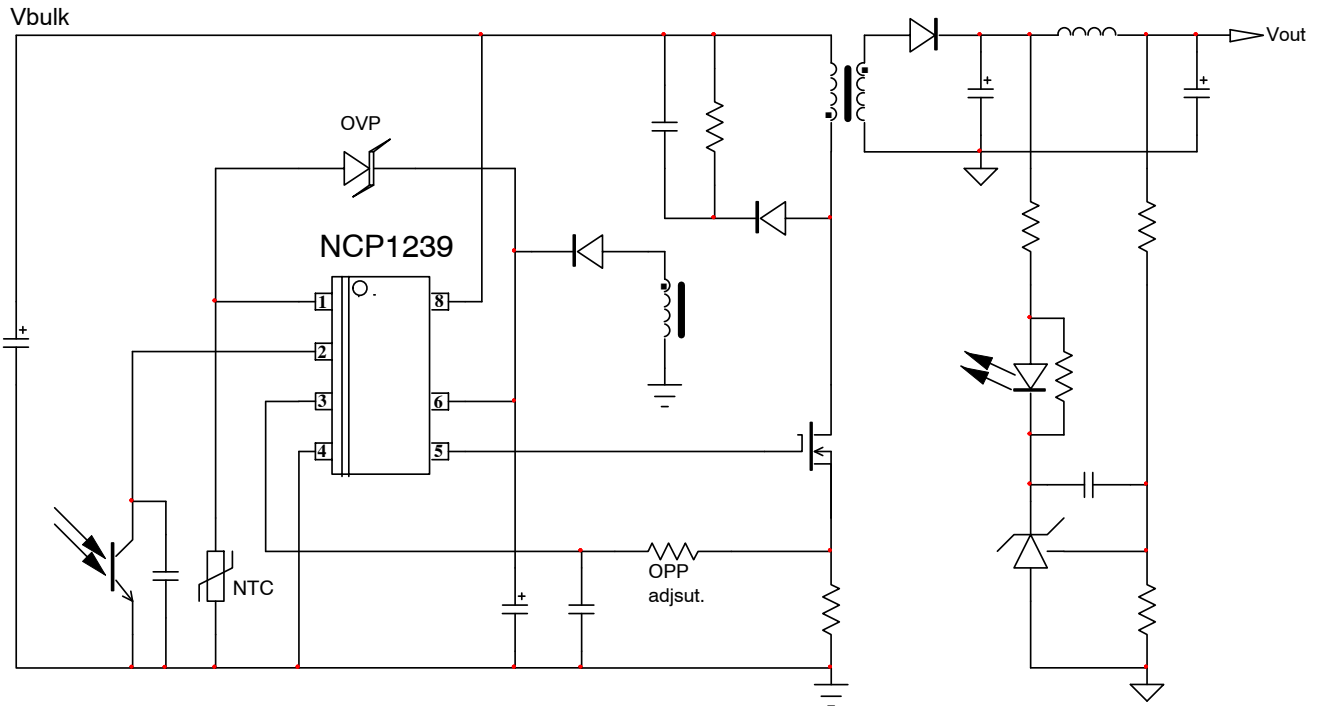 Vbulk
Vout
OVP
NCP1239
1
8
2
3
6
4
5
NTC
OPP
adjsut.
+
+
+
+